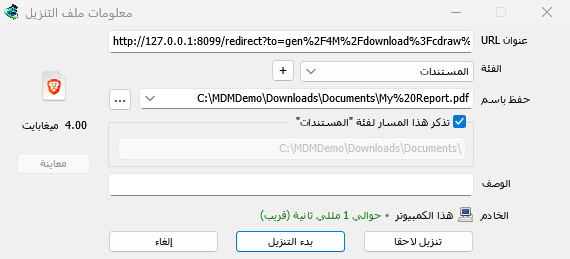 معلومات ملف التنزيل
عنوان URL http://127.0.0.1:8099/redirect?to=gen%2F4M%2Fdownload%3Fcdraw%
الفئة المستندات +
حفظ باسم C:\MDMDemo\Downloads\Documents\My%20Report.pdf ...
تذكر هذا المسار لفئة "المستندات"
C:\MDMDemo\Downloads\Documents\
4.00 ميغابايت
معاينة
الوصف
الخادم هذا الكمبيوتر • حوالي 1 مللي ثانية (قريب)
تنزيل لاحقا بدء التنزيل إلغاء